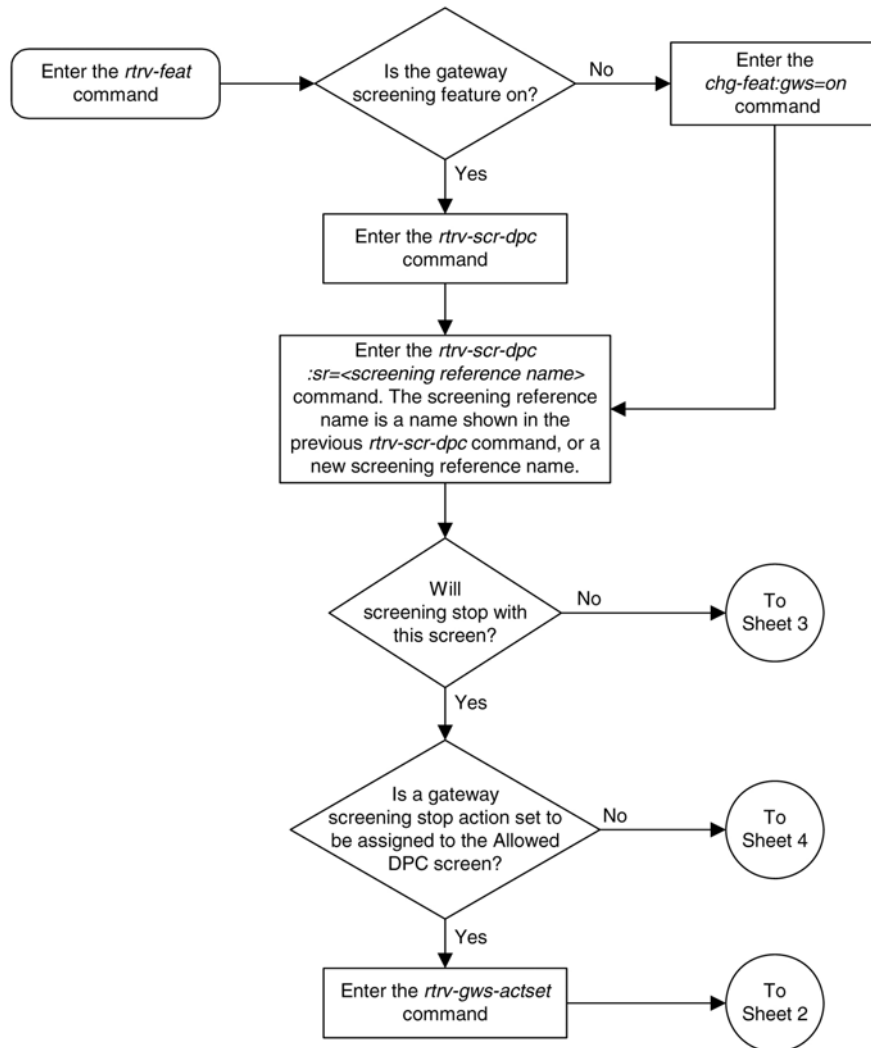 Enter the rtrv-feat
command
Is the gateway
screening feature on?
No
Enter the
chg-feat:gws=on
command
Yes
Enter the rtrv-scr-dpc
command
Enter the rtrv-scr-dpc
:sr=<screening reference name>
command. The screening reference
name is a name shown in the
previous rtrv-scr-dpc command, or a
new screening reference name.
Will
screening stop with
this screen?
No
To
Sheet 3
Yes
Is a gateway
screening stop action set to
be assigned to the Allowed
DPC screen?
No
To
Sheet 4
Yes
Enter the rtrv-gws-actset
command
To
Sheet 2